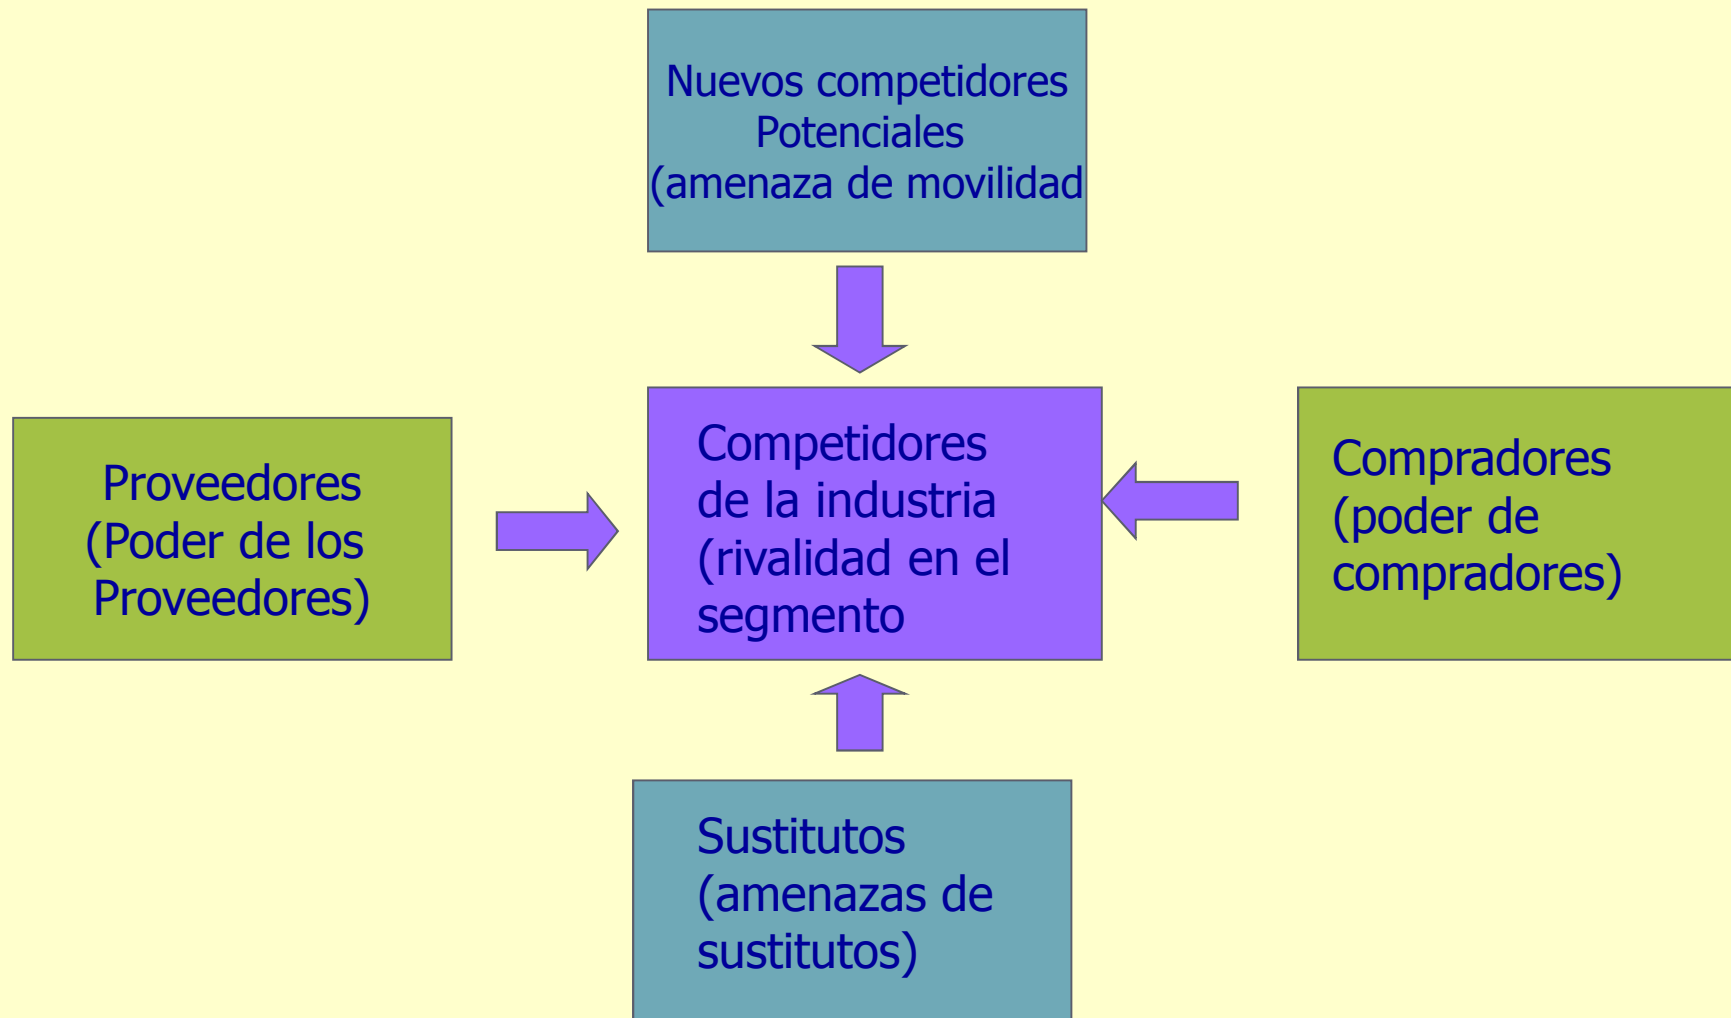 Nuevos competidores
Potenciales
(amenaza de movilidad
Proveedores
(Poder de los
Proveedores)
Competidores
de la industria
(rivalidad en el
segmento
Compradores
(poder de
compradores)
Sustitutos
(amenazas de
sustitutos)